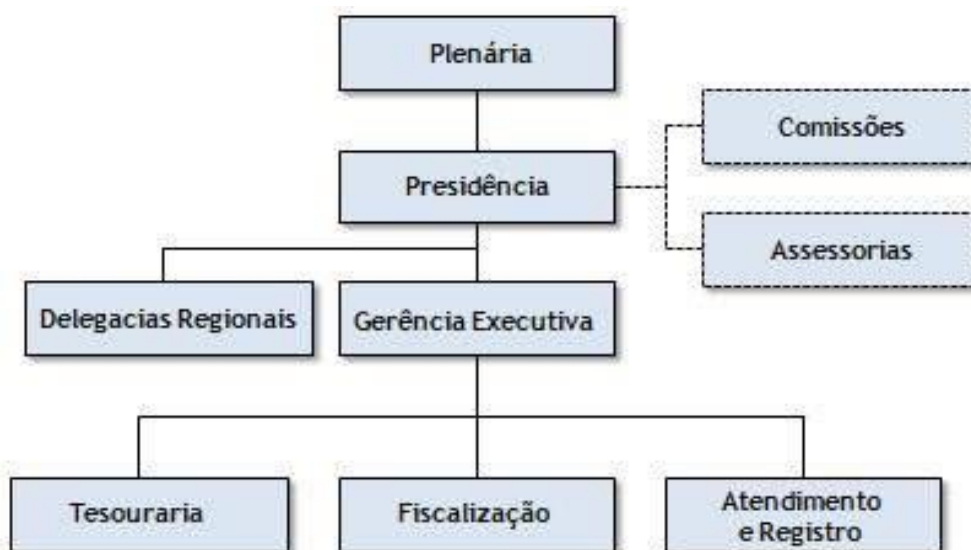 Plenária
Comissões
Presidência
Assessorias
Delegacias Regionais
Gerência Executiva
Tesouraria
Fiscalização
Atendimento
e Registro